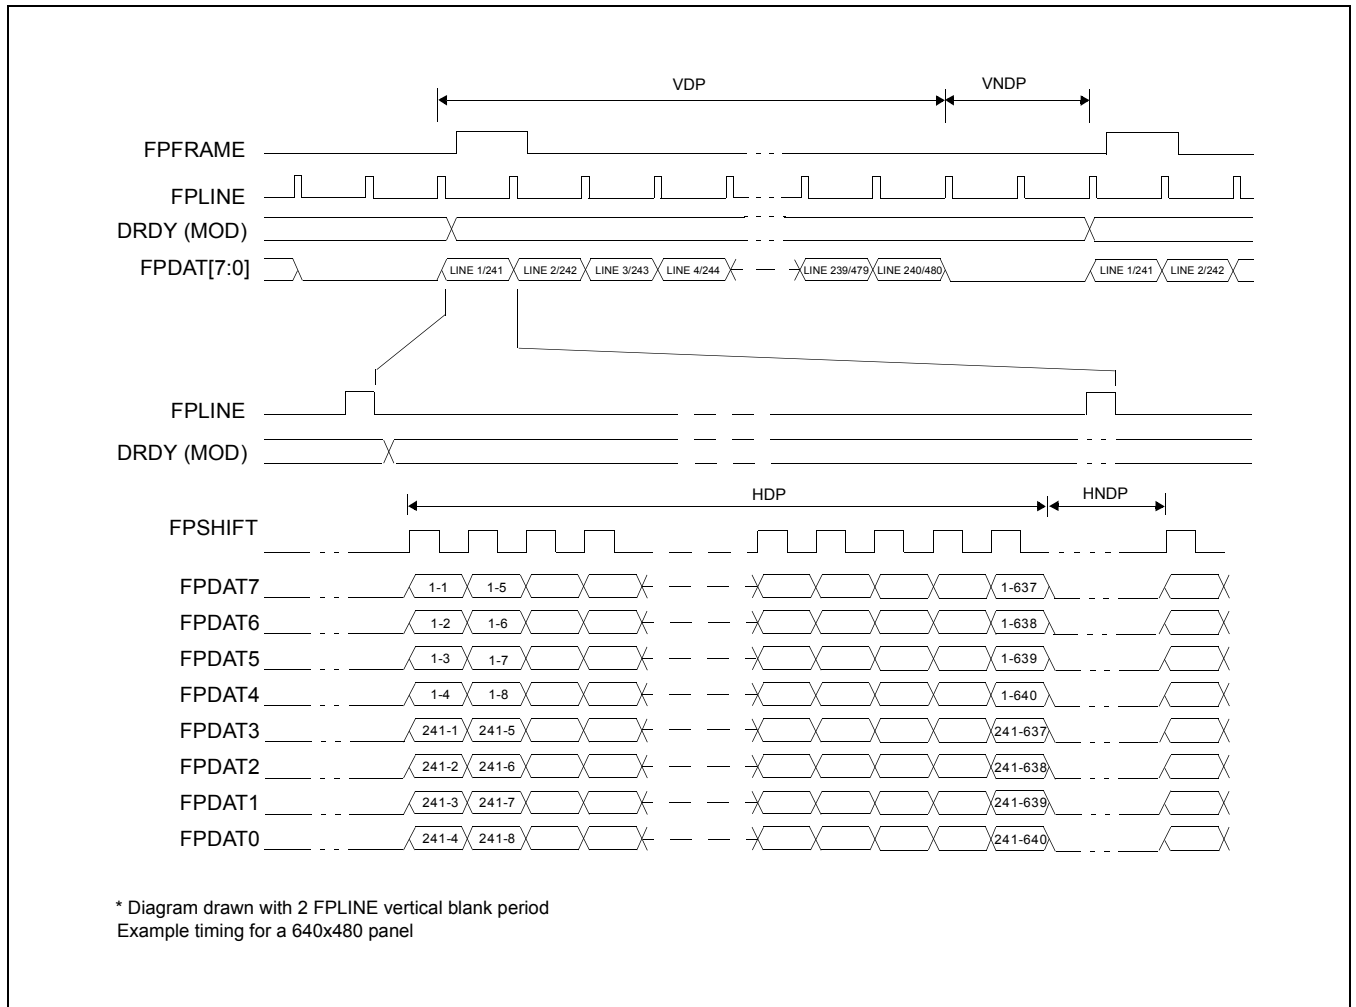 VDP VNDP
FPFRAME
FPLINE
DRDY (MOD)
FPDAT[7:0] LINE 1/241 LINE 2/242 LINE 3/243 LINE 4/244 LINE 239/479 LINE 240/480 LINE 1/241 LINE 2/242
FPLINE
DRDY (MOD)
HDP HNDP
FPSHIFT
FPDAT7 1-1 1-5 1-637
FPDAT6 1-2 1-6 1-638
FPDAT5 1-3 1-7 1-639
FPDAT4 1-4 1-8 1-640
FPDAT3 241-1 241-5 241-637
FPDAT2 241-2 241-6 241-638
FPDAT1 241-3 241-7 241-639
FPDAT0 241-4 241-8 241-640
* Diagram drawn with 2 FPLINE vertical blank period
Example timing for a 640x480 panel